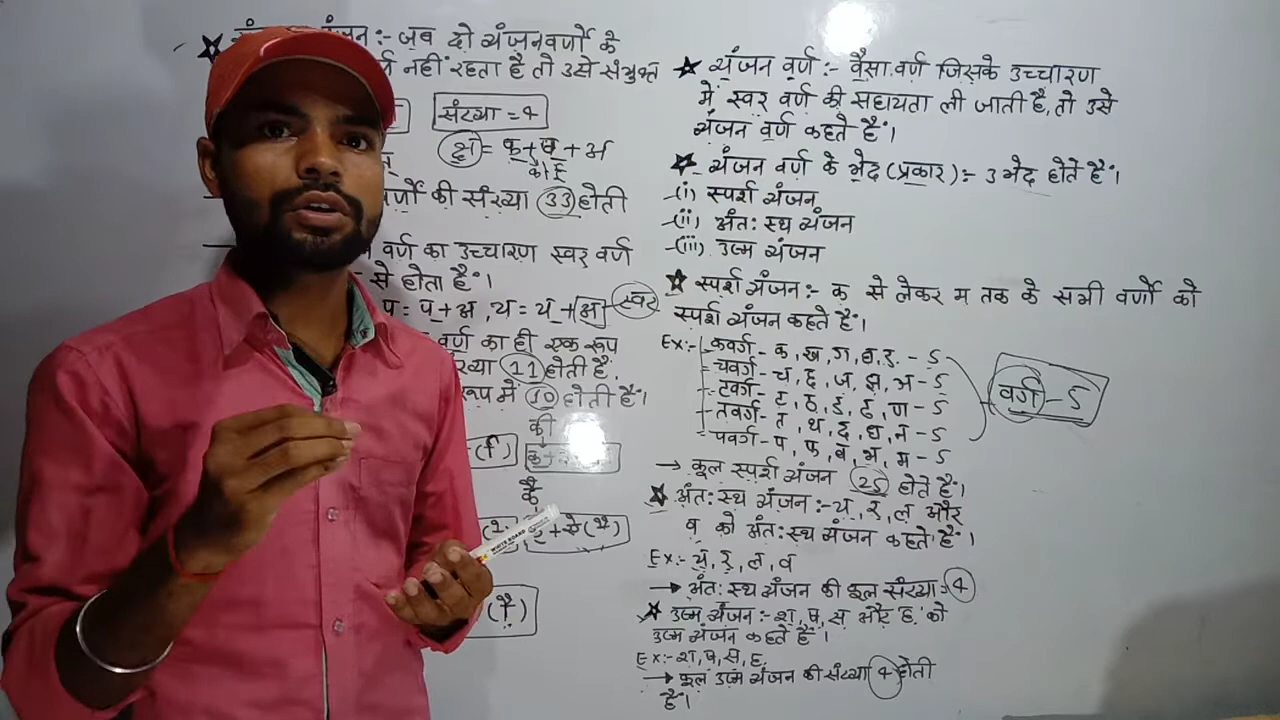 व्यंजन :- जब दो व्यंजनवर्णों के
नहीं रहता है तो उसे संयुक्त
संख्या = 4
क्ष = क् + ष् + अ
वर्णों की संख्या 33 होती
वर्ण का उच्चारण स्वर वर्ण
से होता है।
प = प् + अ , य = य् + अ स्वर
वर्ण का ही एक रूप
ख्या 11 होती है,
रूप में 10 होती है।
की
कै
WHITE BOARD
★ व्यंजन वर्ण :- वैसा वर्ण जिसके उच्चारण
में स्वर वर्ण की सहायता ली जाती है, तो उसे
व्यंजन वर्ण कहते हैं।
★ व्यंजन वर्ण के भेद (प्रकार) :- 3 भेद होते हैं।
(i) स्पर्श व्यंजन
(ii) अंतः स्थ व्यंजन
(iii) उष्म व्यंजन
★ स्पर्श व्यंजन :- क से लेकर म तक के सभी वर्णों को
स्पर्श व्यंजन कहते हैं।
Ex:- कवर्ग - क, ख, ग, घ, ङ - 5
चवर्ग - च, छ, ज, झ, ञ - 5
टवर्ग - ट, ठ, ड, ढ, ण - 5
तवर्ग - त, थ, द, ध, न - 5
पवर्ग - प, फ, ब, भ, म - 5
वर्ग - 5
→ कुल स्पर्श व्यंजन 25 होते हैं।
★ अंतः स्थ व्यंजन :- य, र, ल और
व को अंतः स्थ व्यंजन कहते हैं।
Ex:- य, र, ल, व
→ अंतः स्थ व्यंजन की कुल संख्या = 4
★ उष्म व्यंजन :- श, ष, स और ह को
उष्म व्यंजन कहते हैं।
Ex:- श, ष, स, ह
→ कुल उष्म व्यंजन की संख्या 4 होती
है।